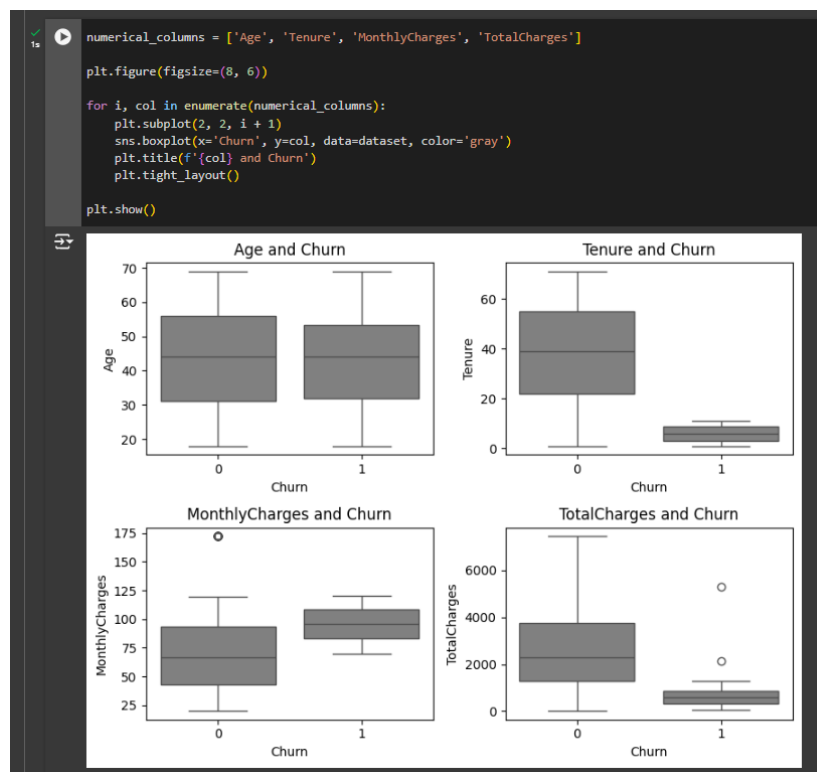 1s
numerical_columns = ['Age', 'Tenure', 'MonthlyCharges', 'TotalCharges']
plt.figure(figsize=(8, 6))
for i, col in enumerate(numerical_columns):
    plt.subplot(2, 2, i + 1)
    sns.boxplot(x='Churn', y=col, data=dataset, color='gray')
    plt.title(f'{col} and Churn')
    plt.tight_layout()
plt.show()
Age and Churn
70
60
50
40
30
20
Age
0 1
Churn
Tenure and Churn
60
40
20
0
Tenure
0 1
Churn
MonthlyCharges and Churn
175
150
125
100
75
50
25
MonthlyCharges
0 1
Churn
TotalCharges and Churn
6000
4000
2000
0
TotalCharges
0 1
Churn